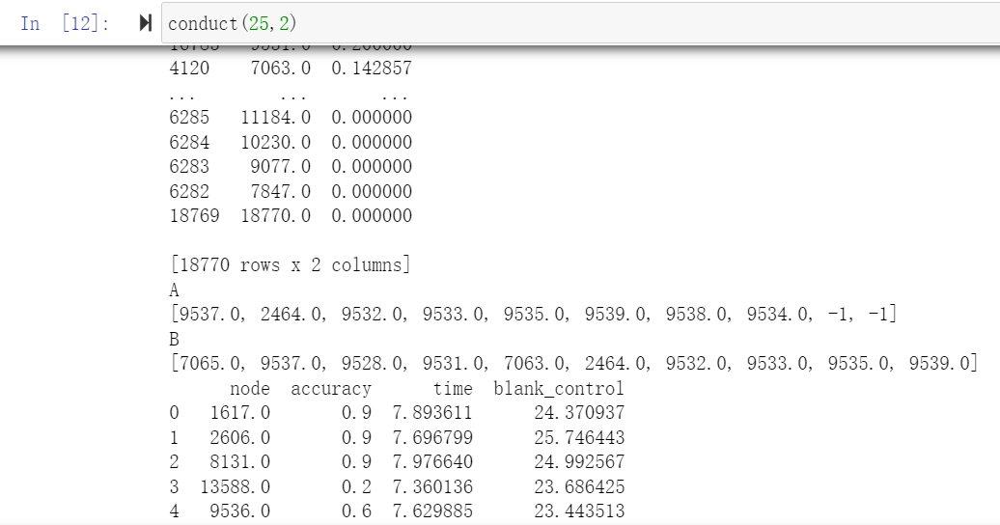 In [12]: conduct(25,2)
4120 7063.0 0.142857
... ... ...
6285 11184.0 0.000000
6284 10230.0 0.000000
6283 9077.0 0.000000
6282 7847.0 0.000000
18769 18770.0 0.000000
[18770 rows x 2 columns]
A
[9537.0, 2464.0, 9532.0, 9533.0, 9535.0, 9539.0, 9538.0, 9534.0, -1, -1]
B
[7065.0, 9537.0, 9528.0, 9531.0, 7063.0, 2464.0, 9532.0, 9533.0, 9535.0, 9539.0]
node accuracy time blank_control
0 1617.0 0.9 7.893611 24.370937
1 2606.0 0.9 7.696799 25.746443
2 8131.0 0.9 7.976640 24.992567
3 13588.0 0.2 7.360136 23.686425
4 9536.0 0.6 7.629885 23.443513